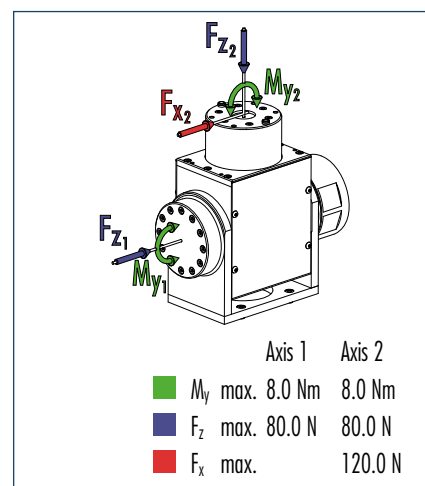 Fz2
My2
Fx2
Fz1
My1
Axis 1 Axis 2
My max. 8.0 Nm 8.0 Nm
Fz max. 80.0 N 80.0 N
Fx max. 120.0 N